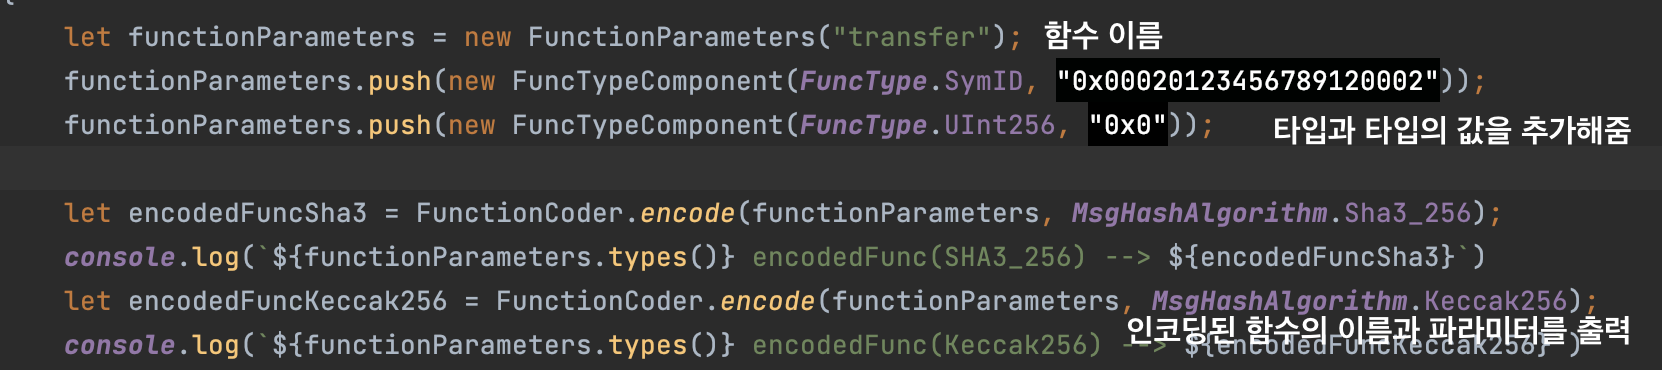 let functionParameters = new FunctionParameters("transfer"); 함수 이름
functionParameters.push(new FuncTypeComponent(FuncType.SymID, "0x00020123456789120002"));
functionParameters.push(new FuncTypeComponent(FuncType.UInt256, "0x0")); 타입과 타입의 값을 추가해줌
let encodedFuncSha3 = FunctionCoder.encode(functionParameters, MsgHashAlgorithm.Sha3_256);
console.log(`${functionParameters.types()} encodedFunc(SHA3_256) --> ${encodedFuncSha3}`)
let encodedFuncKeccak256 = FunctionCoder.encode(functionParameters, MsgHashAlgorithm.Keccak256);
인코딩된 함수의 이름과 파라미터를 출력
console.log(`${functionParameters.types()} encodedFunc(Keccak256) --> ${encodedFuncKeccak256}`)